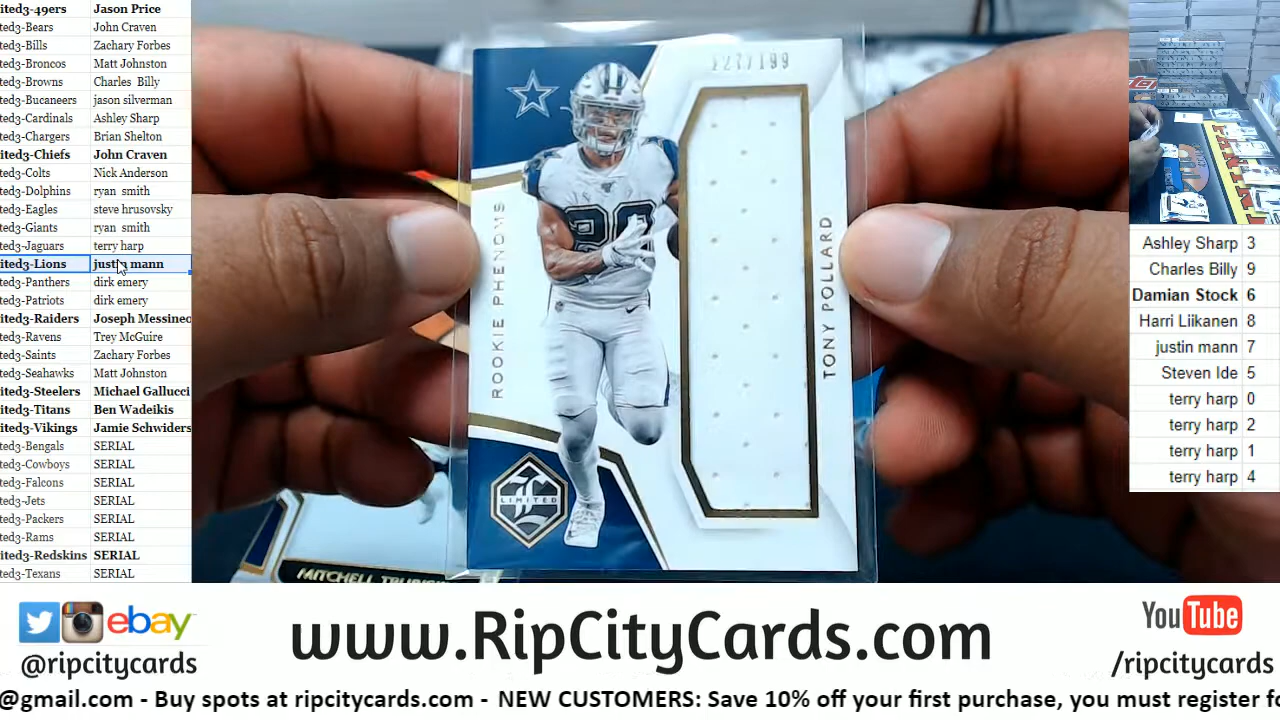 ited3-49ers Jason Price
ted3-Bears John Craven
ted3-Bills Zachary Forbes
ted3-Broncos Matt Johnston
ted3-Browns Charles Billy
ted3-Bucaneers jason silverman
ted3-Cardinals Ashley Sharp
ted3-Chargers Brian Shelton
ited3-Chiefs John Craven
ted3-Colts Nick Anderson
ted3-Dolphins ryan smith
ted3-Eagles steve hrusovsky
ted3-Giants ryan smith
ted3-Jaguars terry harp
ited3-Lions justin mann
ted3-Panthers dirk emery
ted3-Patriots dirk emery
ited3-Raiders Joseph Messineo
ted3-Ravens Trey McGuire
ted3-Saints Zachary Forbes
ted3-Seahawks Matt Johnston
ited3-Steelers Michael Gallucci
ited3-Titans Ben Wadeikis
ited3-Vikings Jamie Schwiders
ted3-Bengals SERIAL
ted3-Cowboys SERIAL
ted3-Falcons SERIAL
ted3-Jets SERIAL
ted3-Packers SERIAL
ted3-Rams SERIAL
ited3-Redskins SERIAL
ted3-Texans SERIAL
127/199
ROOKIE PHENOMS
20
TONY POLLARD
LIMITED
MITCHELL
Ashley Sharp 3
Charles Billy 9
Damian Stock 6
Harri Liikanen 8
justin mann 7
Steven Ide 5
terry harp 0
terry harp 2
terry harp 1
terry harp 4
ebay
@ripcitycards
www.RipCityCards.com
YouTube
/ripcitycards
@gmail.com - Buy spots at ripcitycards.com - NEW CUSTOMERS: Save 10% off your first purchase, you must register fo